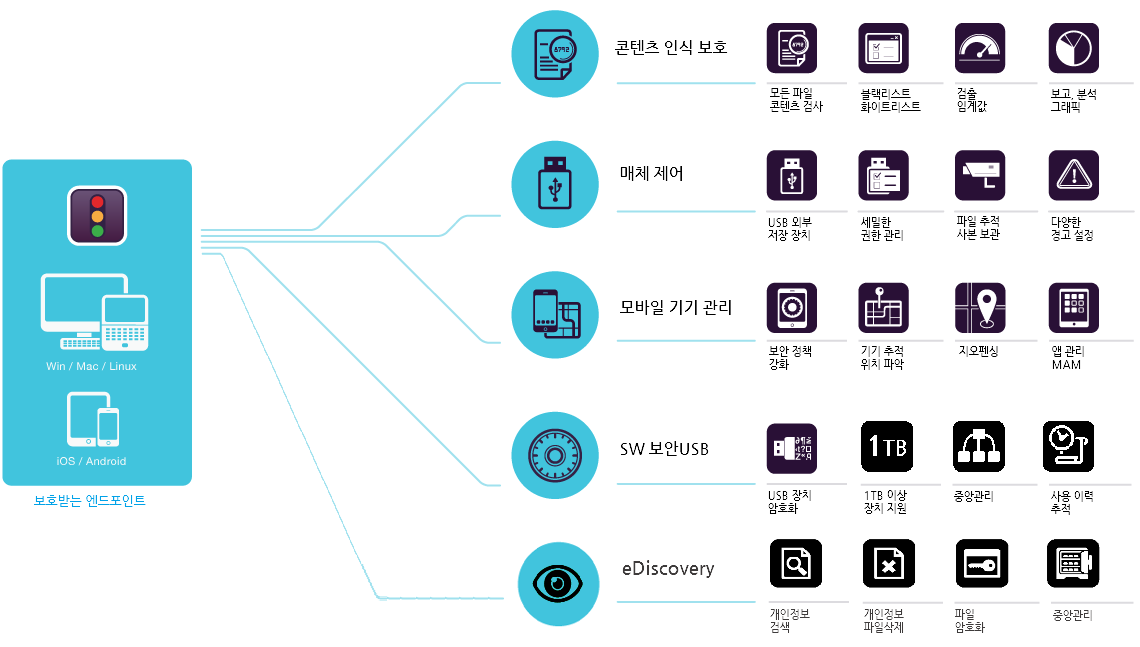 콘텐츠 인식 보호
모든 파일
콘텐츠 검사
블랙리스트
화이트리스트
검출
임계값
보고, 분석
그래픽
매체 제어
USB 외부
저장 장치
세밀한
권한 관리
파일 추적
사본 보관
다양한
경고 설정
모바일 기기 관리
보안 정책
강화
기기 추적
위치 파악
지오펜싱
앱 관리
MAM
Win / Mac / Linux
iOS / Android
보호받는 엔드포인트
SW 보안USB
1TB
USB 장치
암호화
1TB 이상
장치 지원
중앙관리
사용 이력
추적
eDiscovery
개인정보
검색
개인정보
파일삭제
파일
암호화
중앙관리